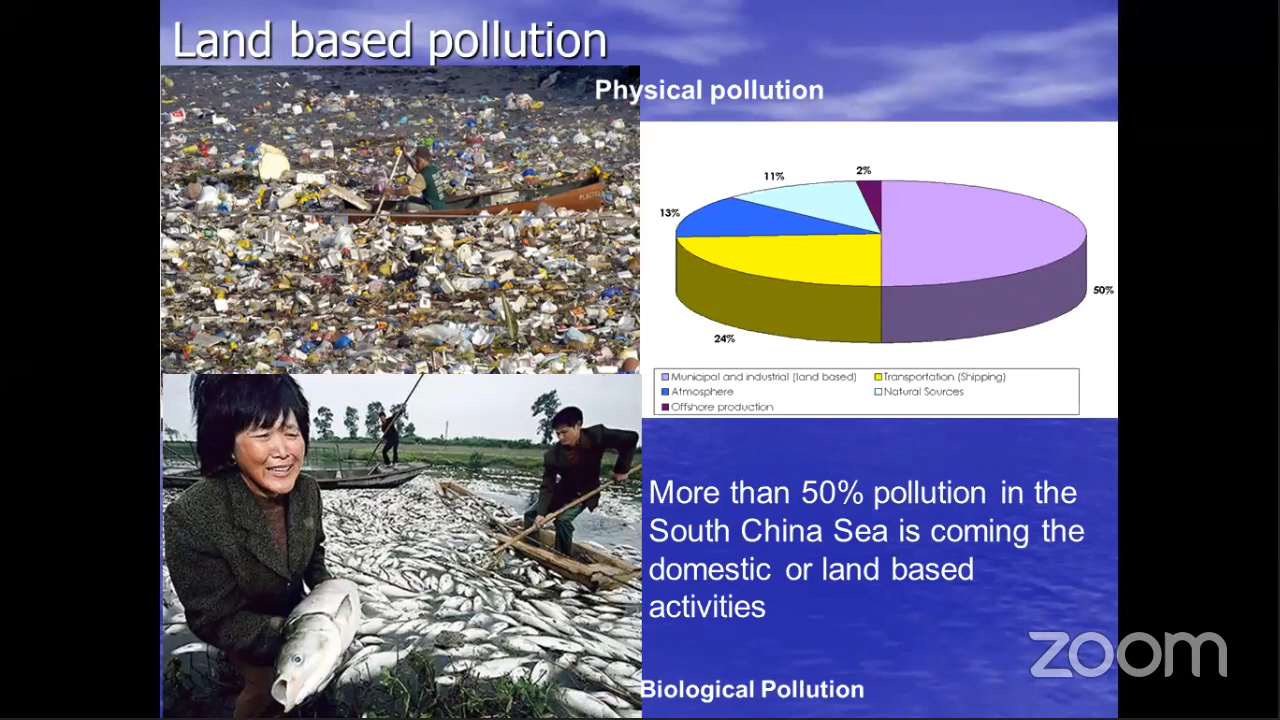 Land based pollution
Physical pollution
2%
11%
13%
50%
24%
Municipal and industrial (land based)
Transportation (Shipping)
Atmosphere
Natural Sources
Offshore production
More than 50% pollution in the
South China Sea is coming the
domestic or land based
activities
zoom
Biological Pollution